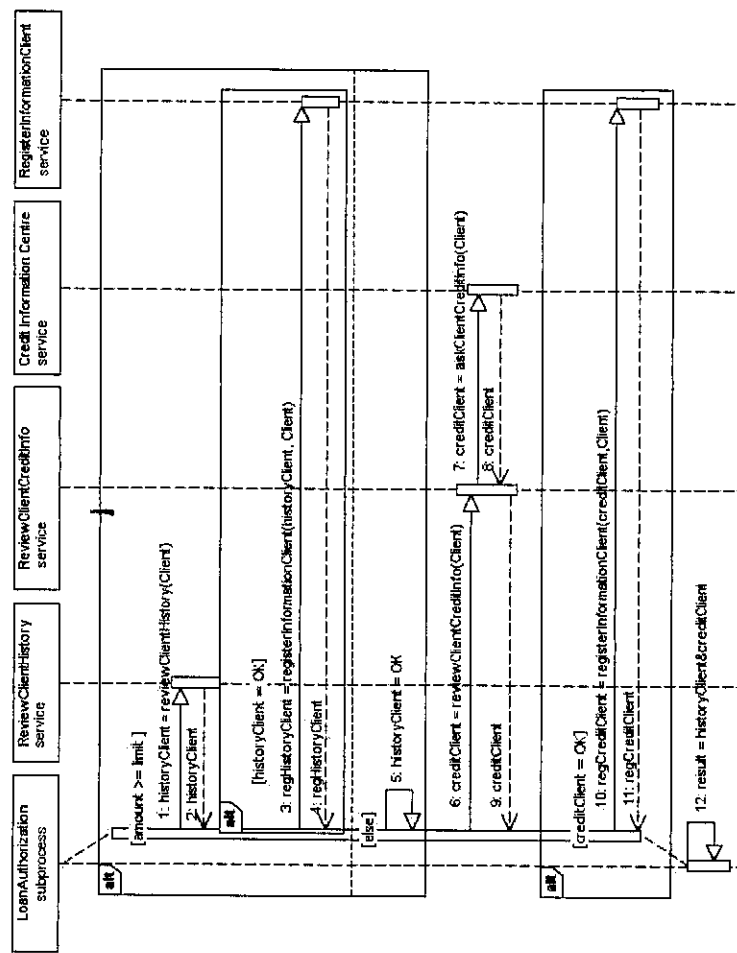 LoanAuthorization
subprocess
ReviewClientHistory
service
ReviewClientCreditInfo
service
Credit Information Centre
service
RegisterInformationClient
service
alt
[amount >= limit ]
1: historyClient = reviewClientHistory(Client)
2: historyClient
alt
[historyClient = OK]
3: regHistoryClient = registerInformationClient(historyClient, Client)
4: regHistoryClient
[else]
5: historyClient = OK
6: creditClient = reviewClientCreditInfo(Client)
7: creditClient = askClientCreditInfo(Client)
8: creditClient
9: creditClient
alt
[creditClient = OK]
10: regCreditClient = registerInformationClient(creditClient,Client)
11: regCreditClient
12: result = historyClient&creditClient